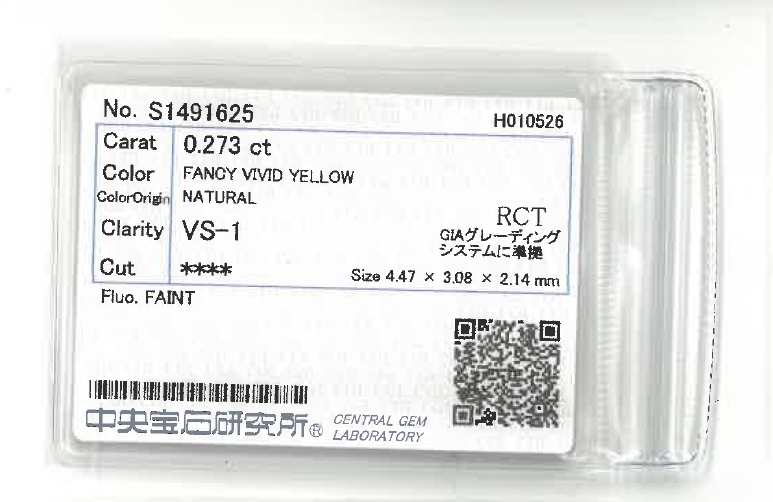 No. S1491625
H010526
Carat 0.273 ct
Color FANCY VIVID YELLOW
ColorOrigin NATURAL
RCT
Clarity VS-1
GIAグレーディング
システムに準拠
Cut ****
Size 4.47 × 3.08 × 2.14 mm
Fluo. FAINT
中央宝石研究所®
CENTRAL GEM
LABORATORY